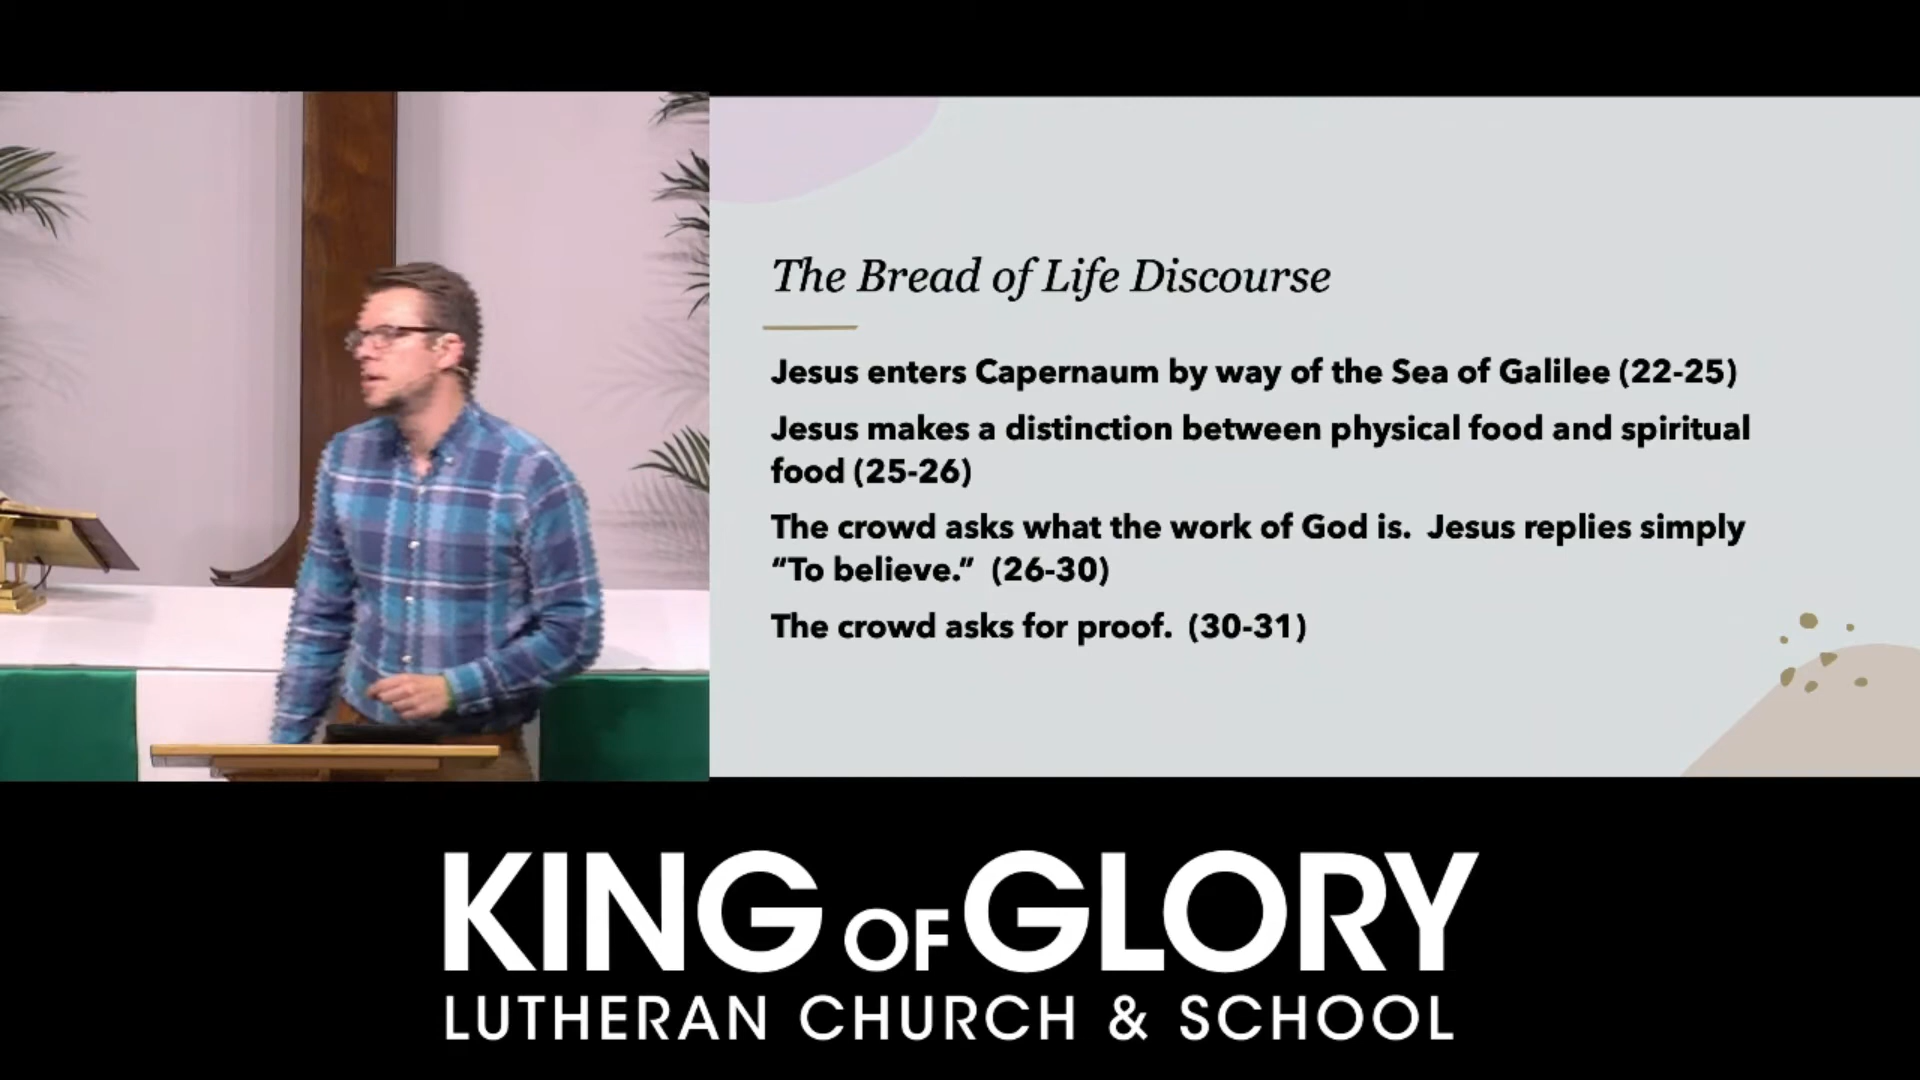 The Bread of Life Discourse
Jesus enters Capernaum by way of the Sea of Galilee (22-25)
Jesus makes a distinction between physical food and spiritual
food (25-26)
The crowd asks what the work of God is.  Jesus replies simply
“To believe.”  (26-30)
The crowd asks for proof.  (30-31)
KING OF GLORY
LUTHERAN CHURCH & SCHOOL